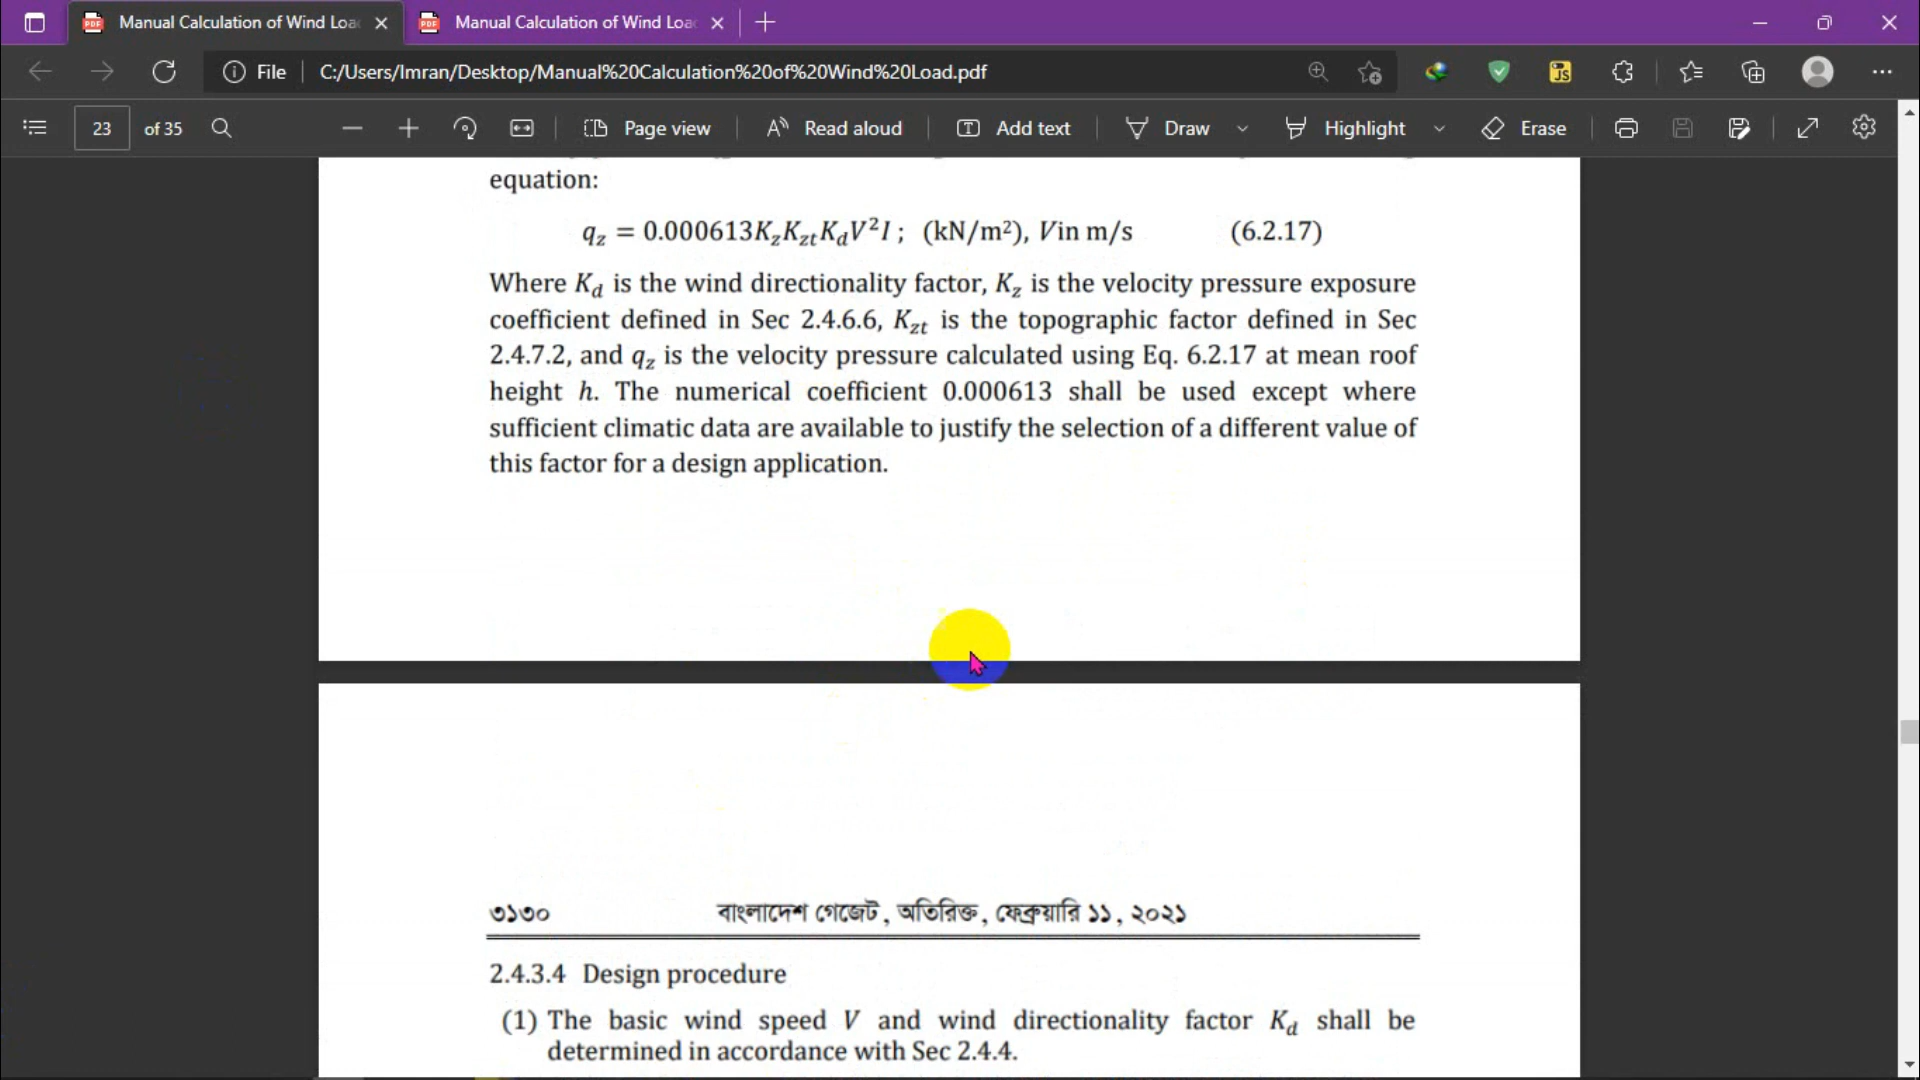 Manual Calculation of Wind Loa
Manual Calculation of Wind Loa
File
C:/Users/Imran/Desktop/Manual%20Calculation%20of%20Wind%20Load.pdf
JS
23 of 35
Page view
Read aloud
Add text
Draw
Highlight
Erase
equation:
q_z = 0.000613K_zK_{zt}K_dV²I ; (kN/m²), Vin m/s (6.2.17)
Where K_d is the wind directionality factor, K_z is the velocity pressure exposure
coefficient defined in Sec 2.4.6.6, K_{zt} is the topographic factor defined in Sec
2.4.7.2, and q_z is the velocity pressure calculated using Eq. 6.2.17 at mean roof
height h. The numerical coefficient 0.000613 shall be used except where
sufficient climatic data are available to justify the selection of a different value of
this factor for a design application.
৩১৩০ বাংলাদেশ গেজেট, অতিরিক্ত, ফেব্রুয়ারি ১১, ২০২১
2.4.3.4 Design procedure
(1) The basic wind speed V and wind directionality factor K_d shall be
determined in accordance with Sec 2.4.4.